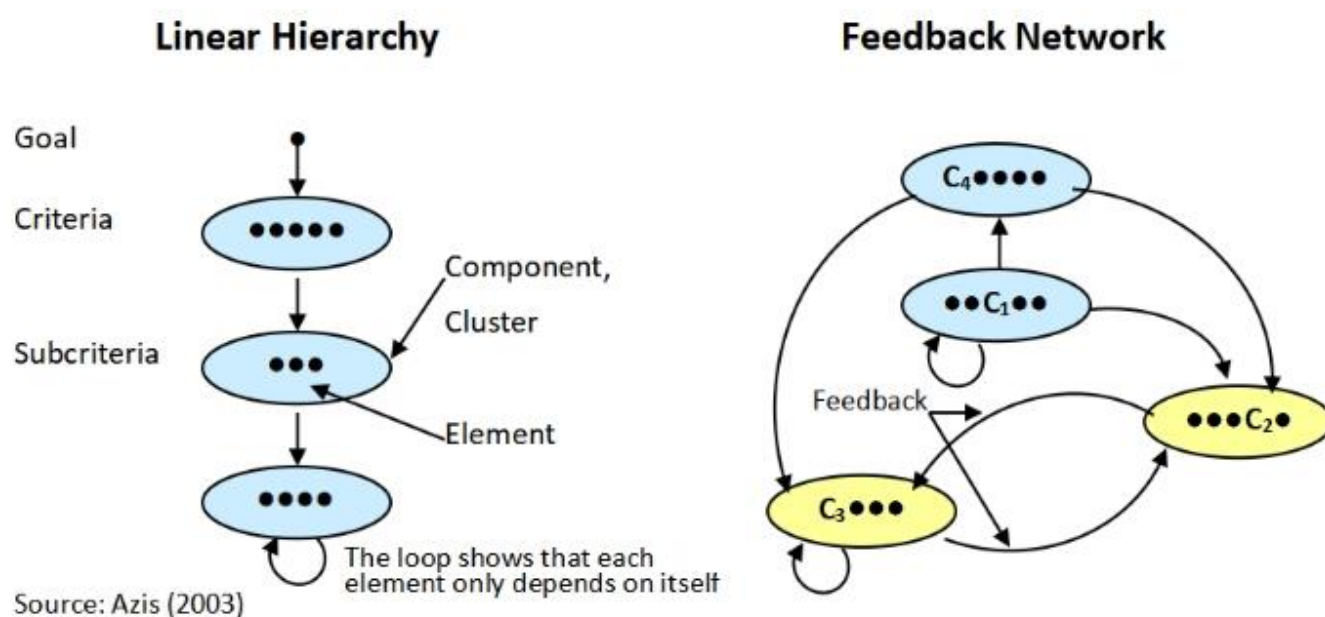 Linear Hierarchy
Goal
Criteria
Component,
Cluster
Subcriteria
Element
The loop shows that each
element only depends on itself
Source: Azis (2003)
Feedback Network
C₄
C₁
Feedback
C₂
C₃